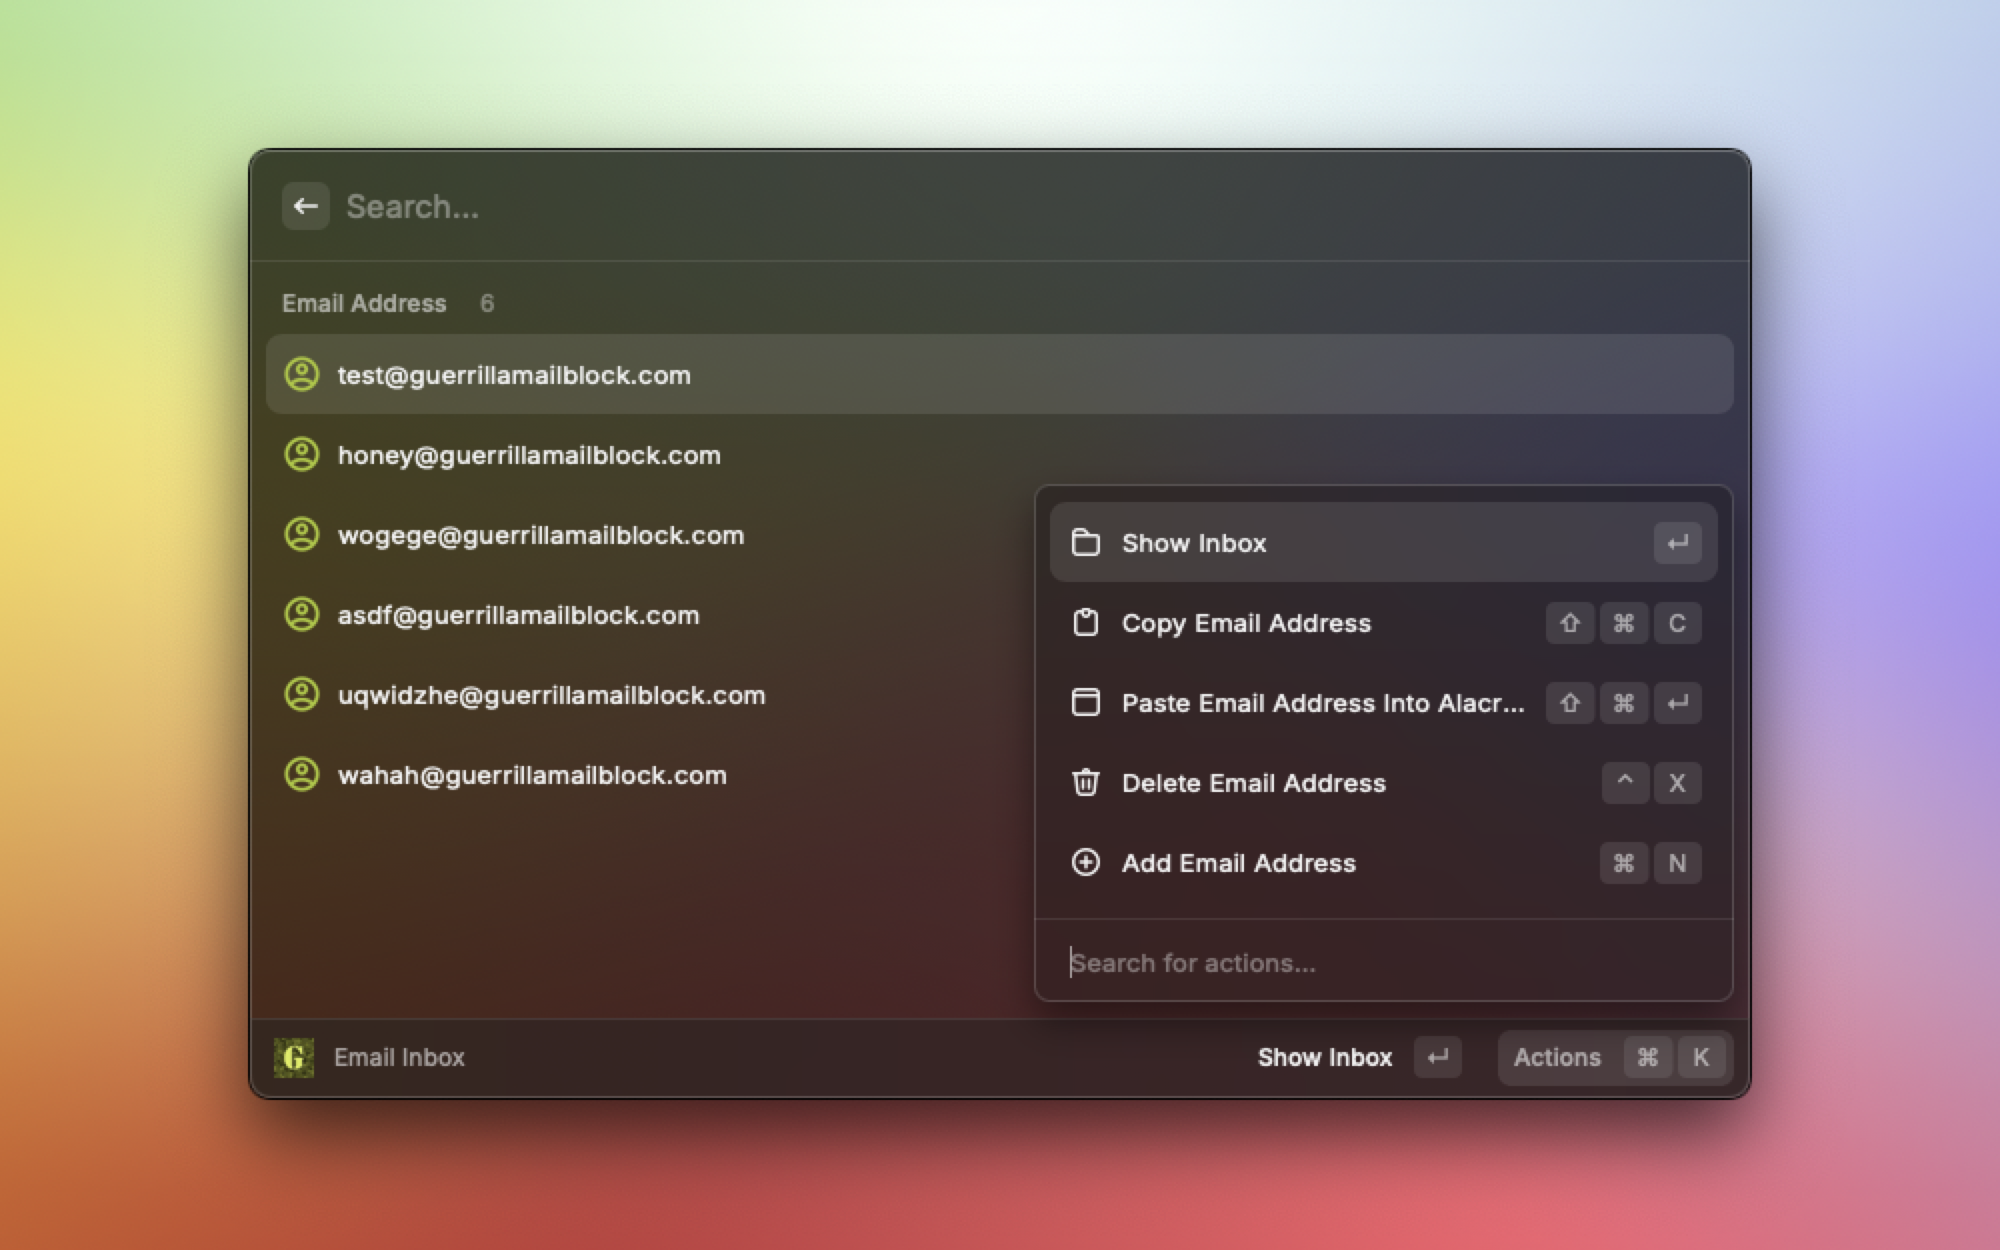 Search...
Email Address 6
test@guerrillamailblock.com
honey@guerrillamailblock.com
wogege@guerrillamailblock.com
asdf@guerrillamailblock.com
uqwidzhe@guerrillamailblock.com
wahah@guerrillamailblock.com
Show Inbox ↵
Copy Email Address ⇧ ⌘ C
Paste Email Address Into Alacr... ⇧ ⌘ ↵
Delete Email Address ^ X
Add Email Address ⌘ N
Search for actions...
G Email Inbox Show Inbox ↵ Actions ⌘ K